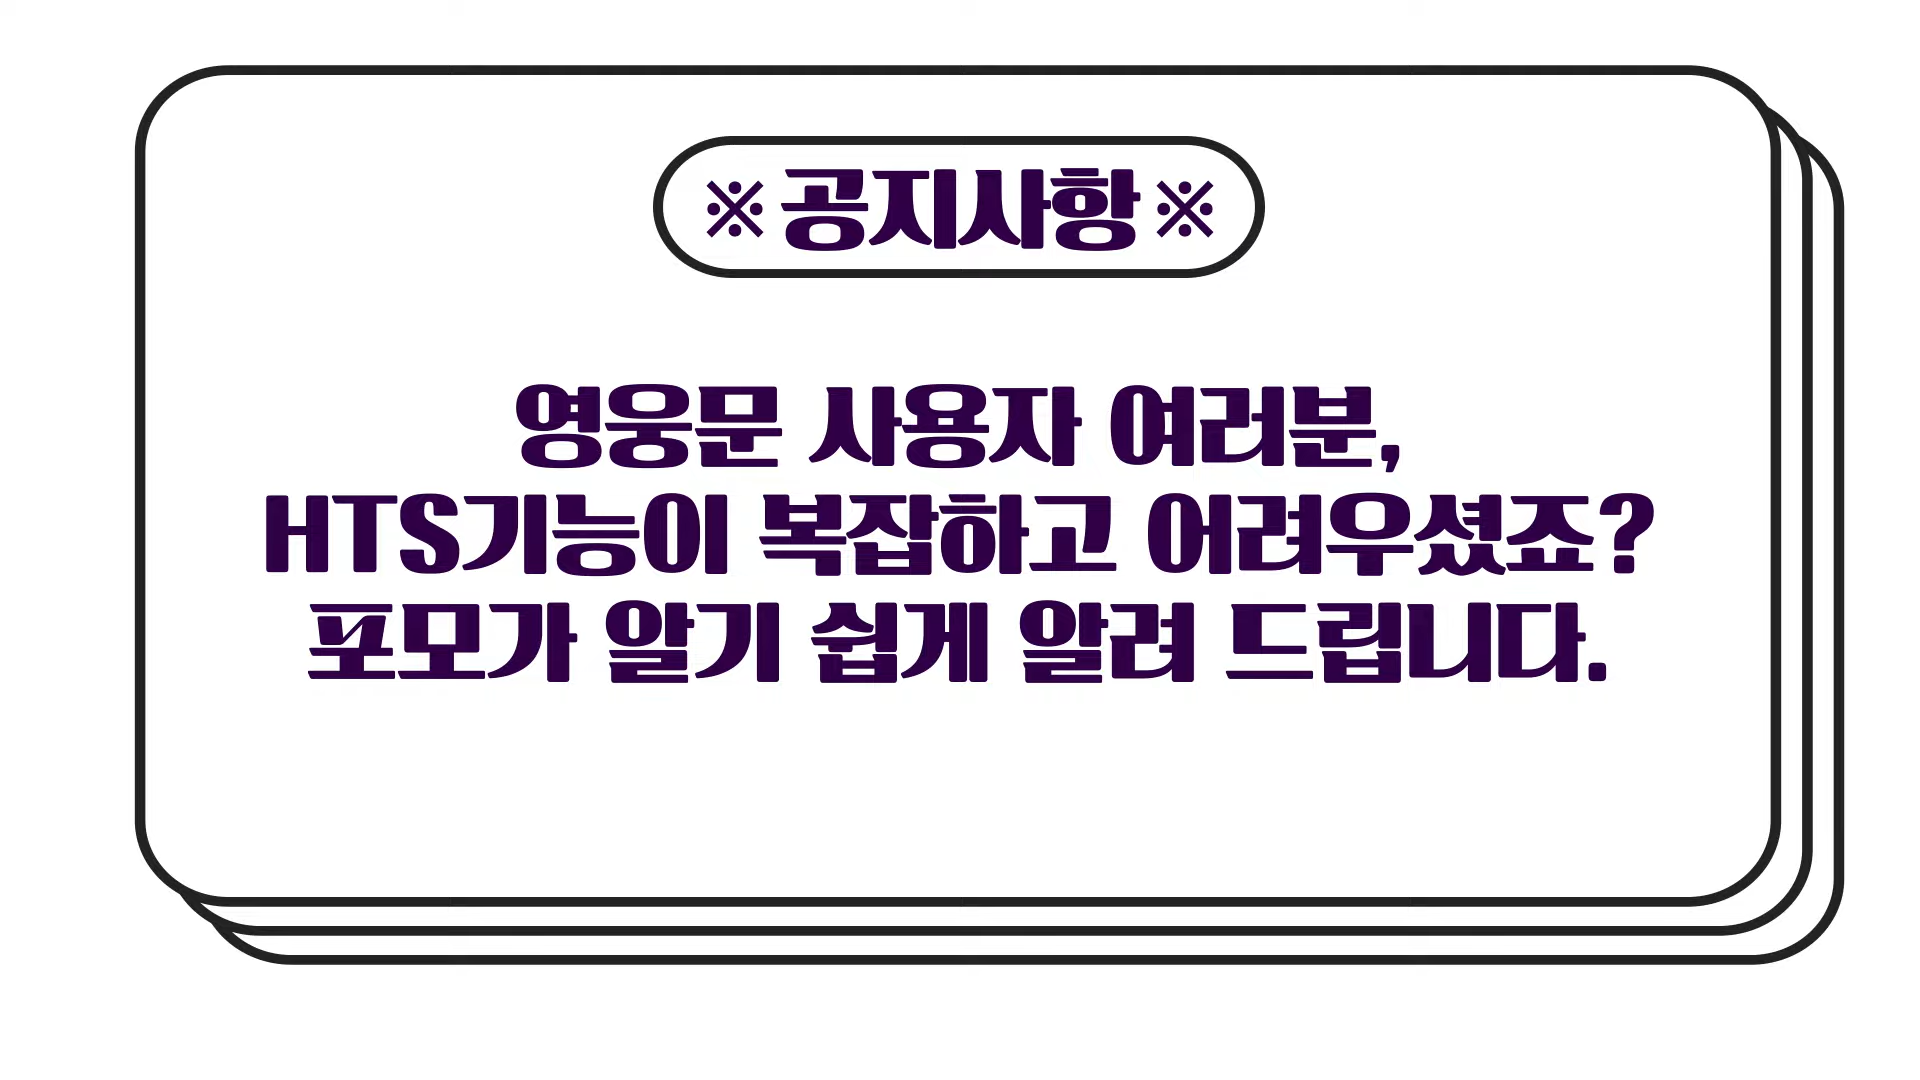 ※공지사항※
영웅문 사용자 여러분,
HTS기능이 복잡하고 어려우셨죠?
포모가 알기 쉽게 알려 드립니다.